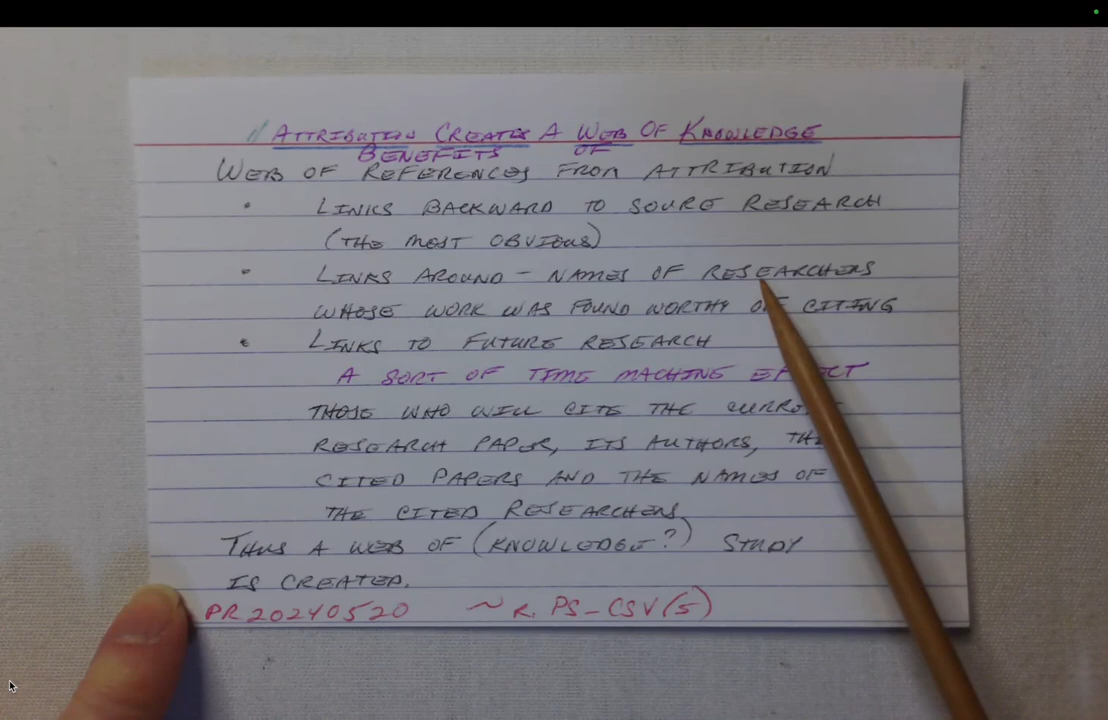 // ATTRIBUTION CREATES A WEB OF KNOWLEDGE
BENEFITS OF
WEB OF REFERENCES FROM ATTRIBUTION
• LINKS BACKWARD TO SOURE RESEARCH
(THE MOST OBVIOUS)
• LINKS AROUND – NAMES OF RESEARCHERS
WHOSE WORK WAS FOUND WORTHY OF CITING
• LINKS TO FUTURE RESEARCH
A SORT OF TIME MACHINE EFFECT
THOSE WHO WILL CITE THE CURRENT
RESEARCH PAPER, ITS AUTHORS, THE
CITED PAPERS AND THE NAMES OF
THE CITED RESEARCHERS
THUS A WEB OF (KNOWLEDGE?) STUDY
IS CREATED.
PR20240520 ~R. PS-CSV(S)